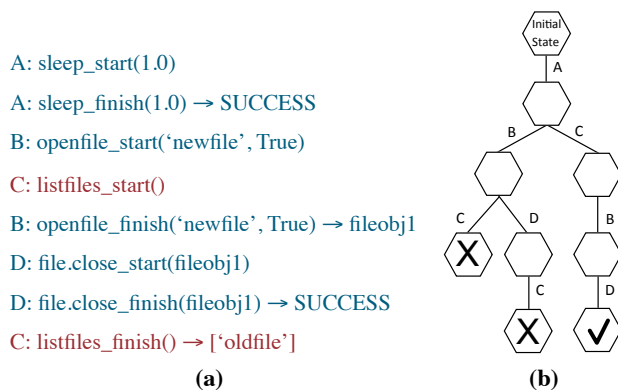 A: sleep_start(1.0)
A: sleep_finish(1.0) → SUCCESS
B: openfile_start(‘newfile’, True)
C: listfiles_start()
B: openfile_finish(‘newfile’, True) → fileobj1
D: file.close_start(fileobj1)
D: file.close_finish(fileobj1) → SUCCESS
C: listfiles_finish() → [‘oldfile’]
(a)
Initial
State
A
B
C
C
D
B
X
C
D
X
✓
(b)